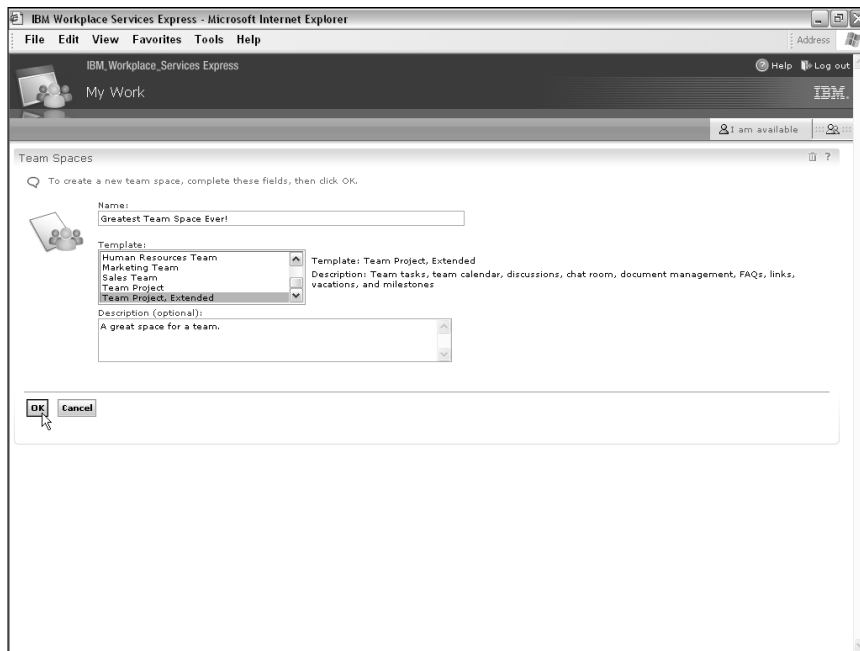 IBM Workplace Services Express - Microsoft Internet Explorer
File Edit View Favorites Tools Help
Address
IBM_Workplace_Services Express
Help Log out
My Work
IBM.
I am available
Team Spaces
?
To create a new team space, complete these fields, then click OK.
Name:
Greatest Team Space Ever!
Template:
Human Resources Team
Marketing Team
Sales Team
Team Project
Team Project, Extended
Template: Team Project, Extended
Description: Team tasks, team calendar, discussions, chat room, document management, FAQs, links,
vacations, and milestones
Description (optional):
A great space for a team.
OK Cancel